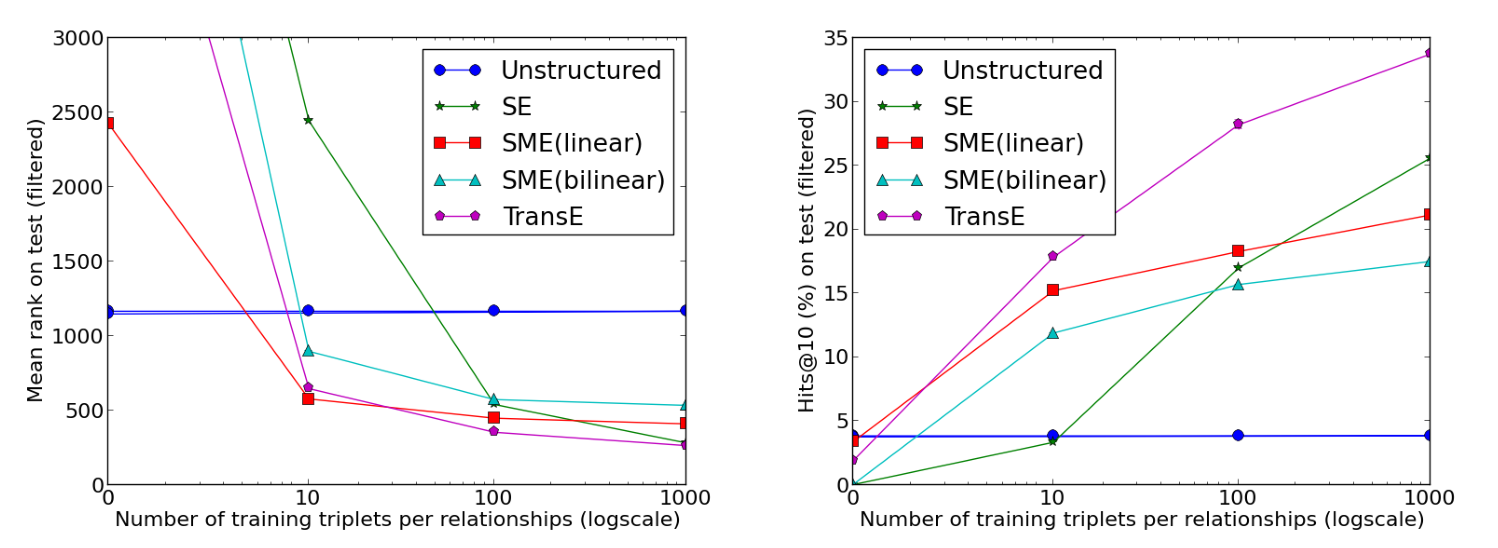 3000
2500
2000
1500
1000
500
0
Mean rank on test (filtered)
Unstructured
SE
SME(linear)
SME(bilinear)
TransE
0 10 100 1000
Number of training triplets per relationships (logscale)
35
30
25
20
15
10
5
0
Hits@10 (%) on test (filtered)
Unstructured
SE
SME(linear)
SME(bilinear)
TransE
0 10 100 1000
Number of training triplets per relationships (logscale)